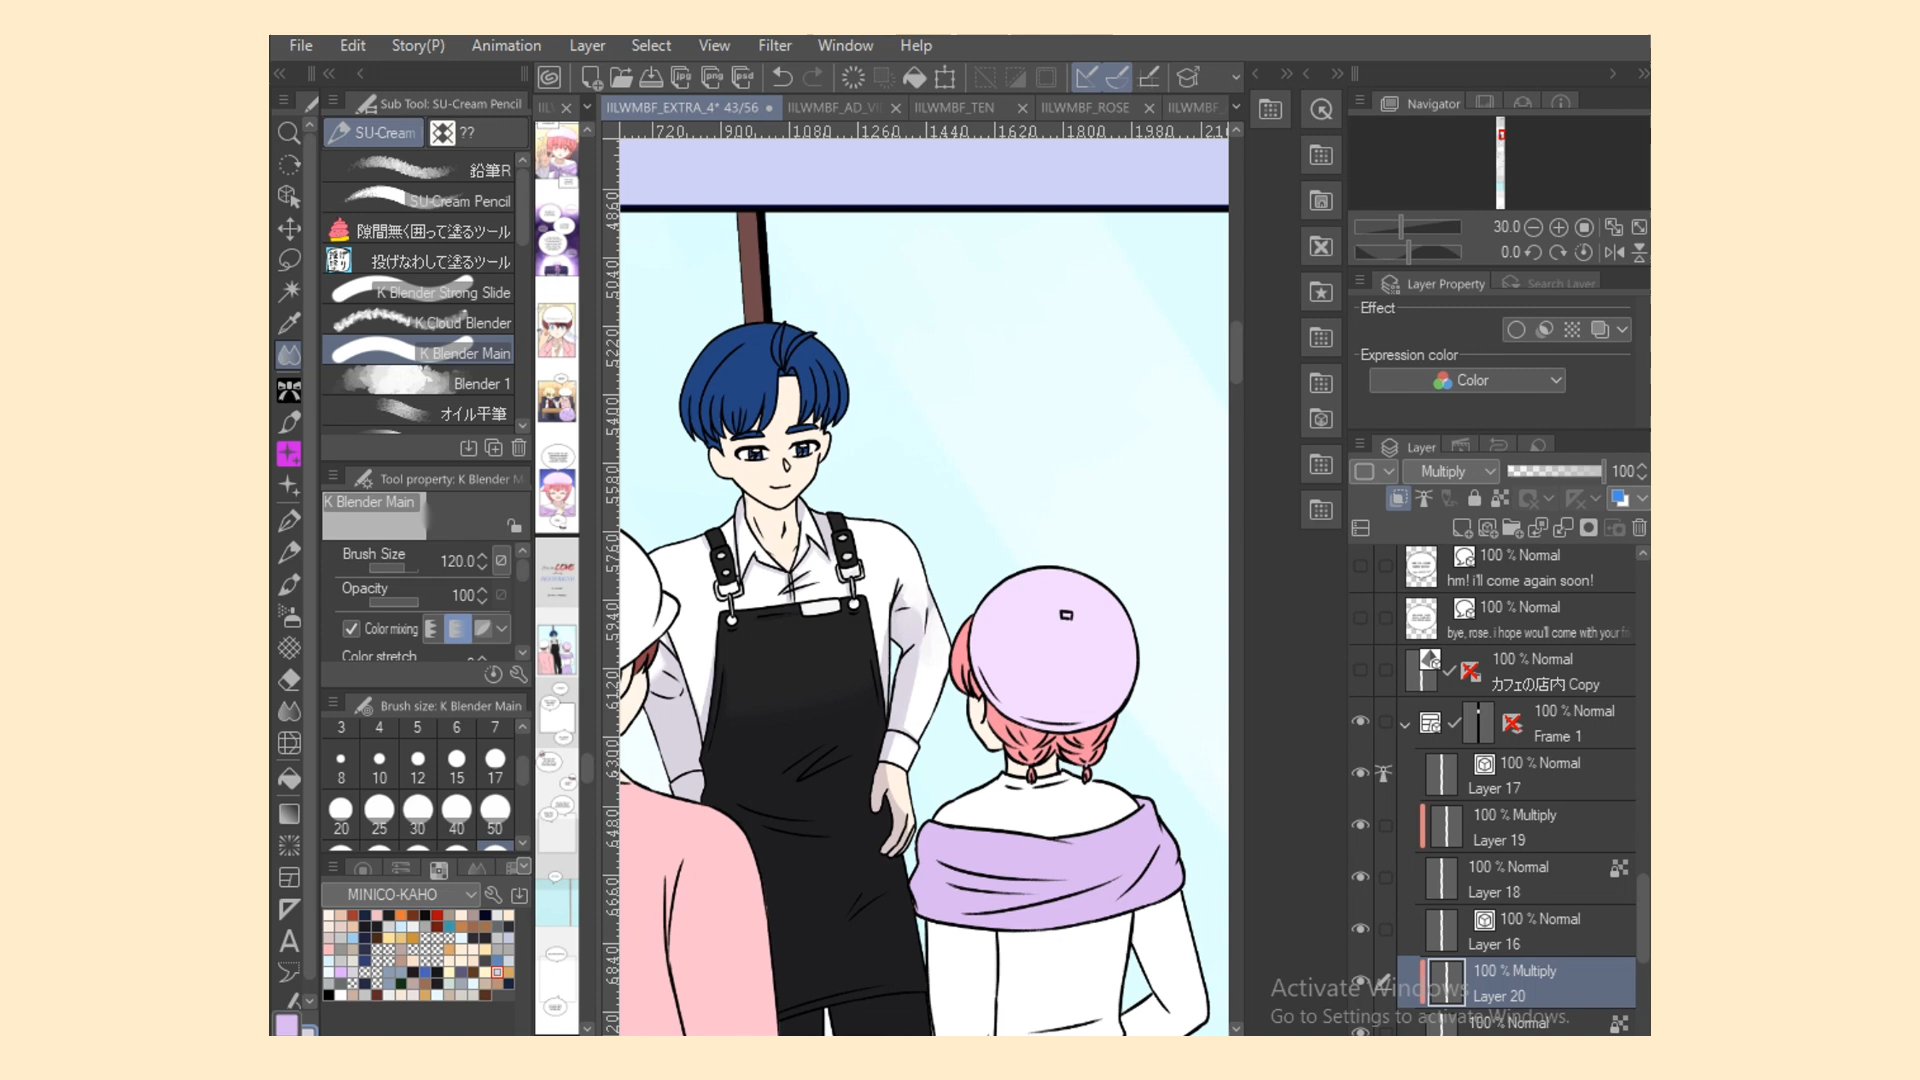 File Edit Story(P) Animation Layer Select View Filter Window Help
Sub Tool: SU-Cream Pencil
SU-Cream ??
鉛筆R
SU-Cream Pencil
隙間無く囲って塗るツール
投げなわして塗るツール
K Blender Strong Slide
K Cloud Blender
K Blender Main
Blender 1
オイル平筆
Tool property: K Blender M
K Blender Main
Brush Size 120.0
Opacity 100
Color mixing
Color stretch
Brush size: K Blender Main
3 4 5 6 7
8 10 12 15 17
20 25 30 40 50
MINICO-KAHO
jpg png psd
IILWMBF_EXTRA_4* 43/56 IILWMBF_AD_VI IILWMBF_TEN IILWMBF_ROSE IILWMBF
720 900 1080 1260 1440 1620 1800 1980 216
4860
5040
5220
5400
5580
5760
5940
6120
6300
6480
6660
6840
Navigator
30.0
0.0
Layer Property Search Layer
Effect
Expression color
Color
Layer
Multiply 100
100 % Normal
hm! i'll come again soon!
100 % Normal
bye, rose. i hope woul'l come with your fri
100 % Normal
カフェの店内 Copy
100 % Normal
Frame 1
100 % Normal
Layer 17
100 % Multiply
Layer 19
100 % Normal
Layer 18
100 % Normal
Layer 16
100 % Multiply
Layer 20
100 % Normal
Activate Windows
Go to Settings to activate Windows.